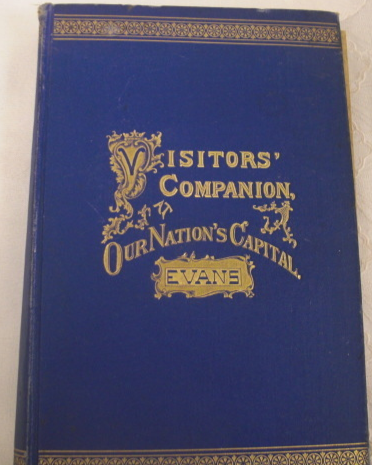 VISITORS'
COMPANION,
AT
OUR NATION'S CAPITAL.
EVANS